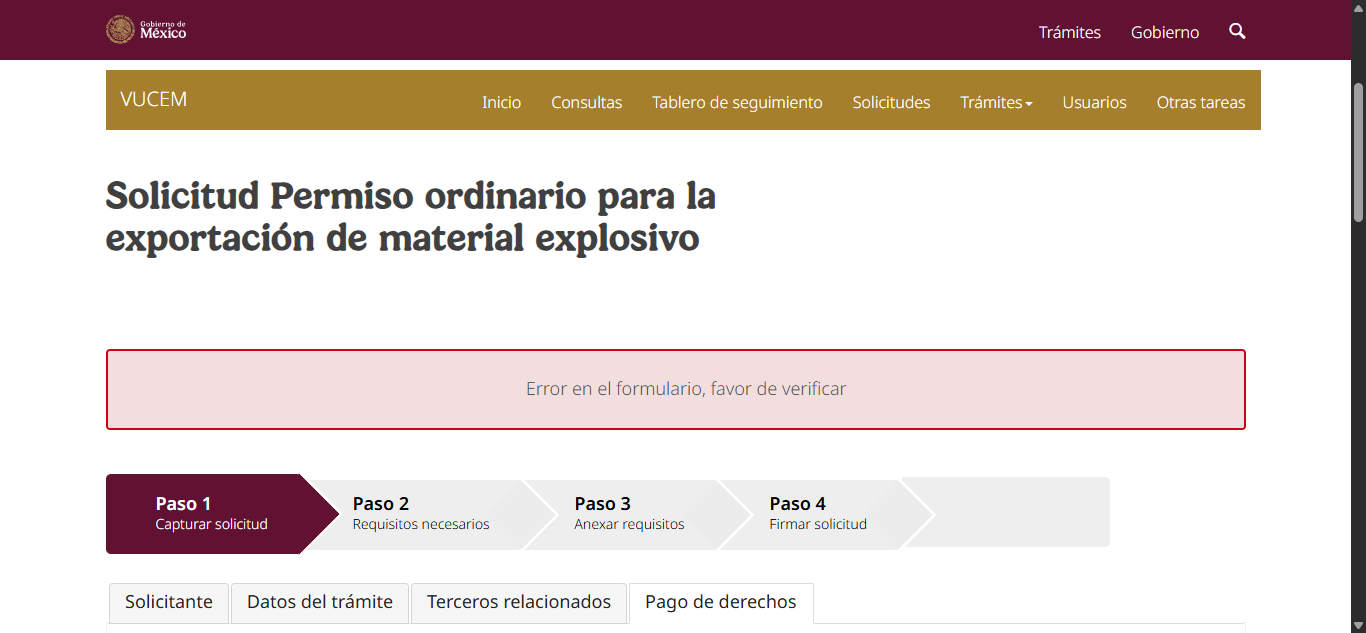 Gobierno de
México
Trámites
Gobierno
VUCEM
Inicio
Consultas
Tablero de seguimiento
Solicitudes
Trámites
Usuarios
Otras tareas
Solicitud Permiso ordinario para la
exportación de material explosivo
Error en el formulario, favor de verificar
Paso 1
Capturar solicitud
Paso 2
Requisitos necesarios
Paso 3
Anexar requisitos
Paso 4
Firmar solicitud
Solicitante
Datos del trámite
Terceros relacionados
Pago de derechos